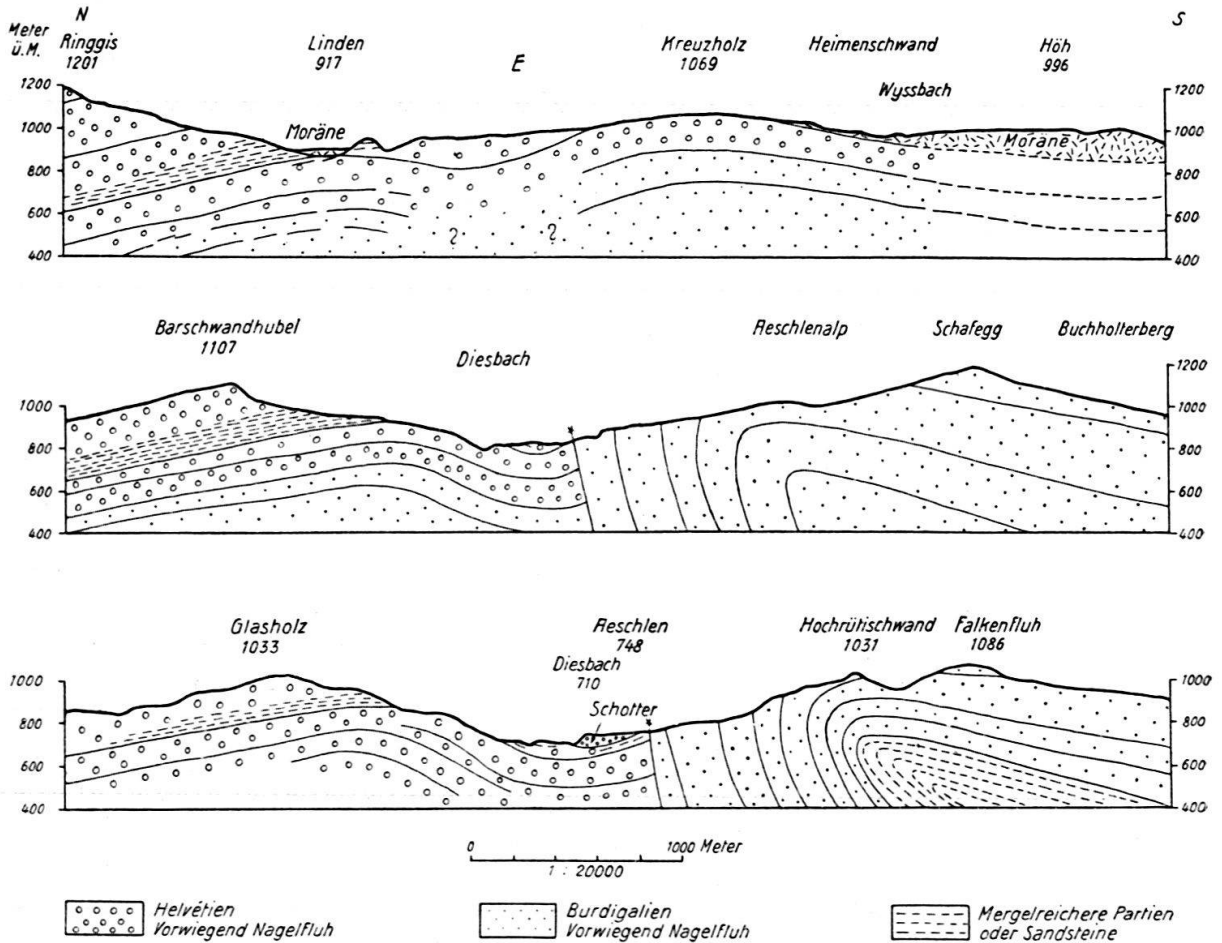 N S
Meter
ü.M.
Ringgis
1201
Linden
917
E
Kreuzholz
1069
Heimenschwand
Höh
996
Wyssbach
1200 1200
1000 1000
800 800
600 600
400 400
Moräne
Moräne
? ?
Barschwandhubel
1107
Diesbach
Aeschlenalp
Schafegg
Buchholterberg
1200
1000 1000
800 800
600 600
400 400
Glasholz
1033
Aeschlen
748
Diesbach
710
Schotter
Hochrütischwand
1031
Falkenfluh
1086
1000 1000
800 800
600 600
400 400
0 1000 Meter
1 : 20000
Helvétien
Vorwiegend Nagelfluh
Burdigalien
Vorwiegend Nagelfluh
Mergelreichere Partien
oder Sandsteine